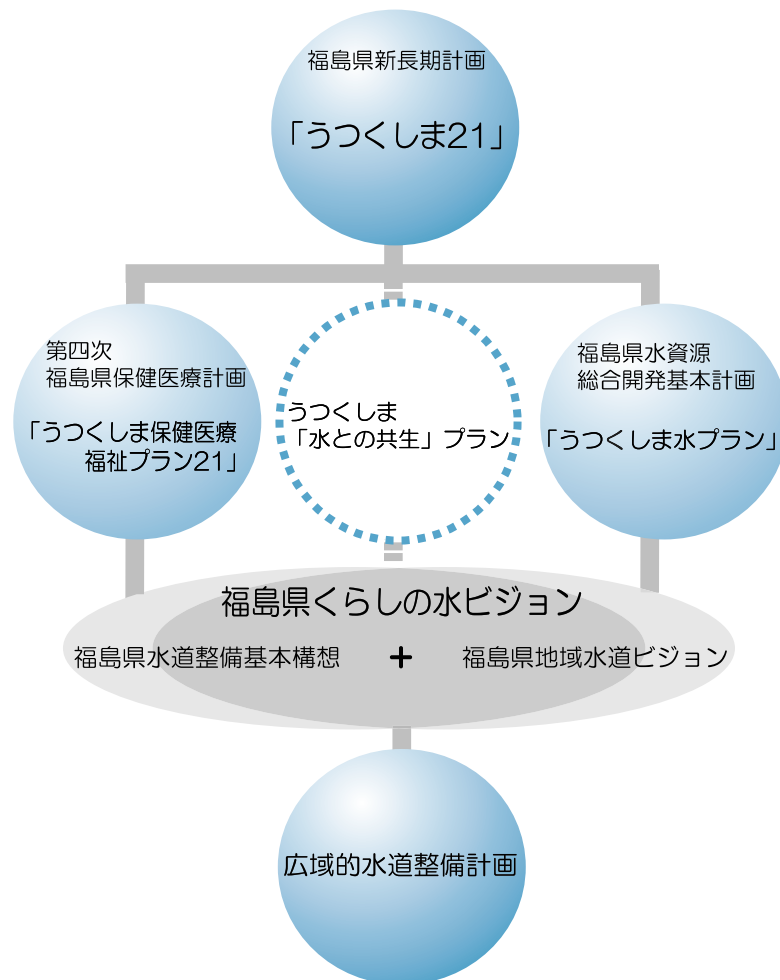 福島県新長期計画
「うつくしま21」
第四次
福島県保健医療計画
「うつくしま保健医療
福祉プラン21」
うつくしま
「水との共生」プラン
福島県水資源
総合開発基本計画
「うつくしま水プラン」
福島県くらしの水ビジョン
福島県水道整備基本構想 + 福島県地域水道ビジョン
広域的水道整備計画